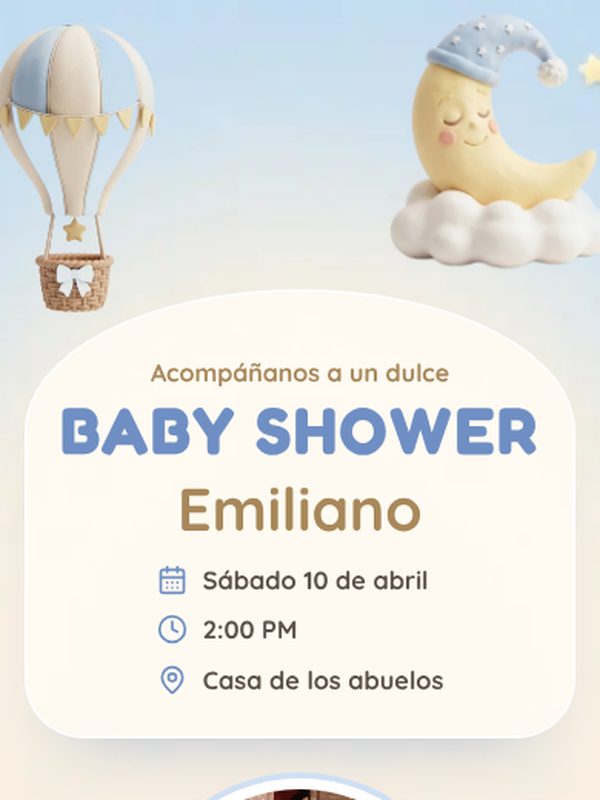 Acompáñanos a un dulce
BABY SHOWER
Emiliano
Sábado 10 de abril
2:00 PM
Casa de los abuelos